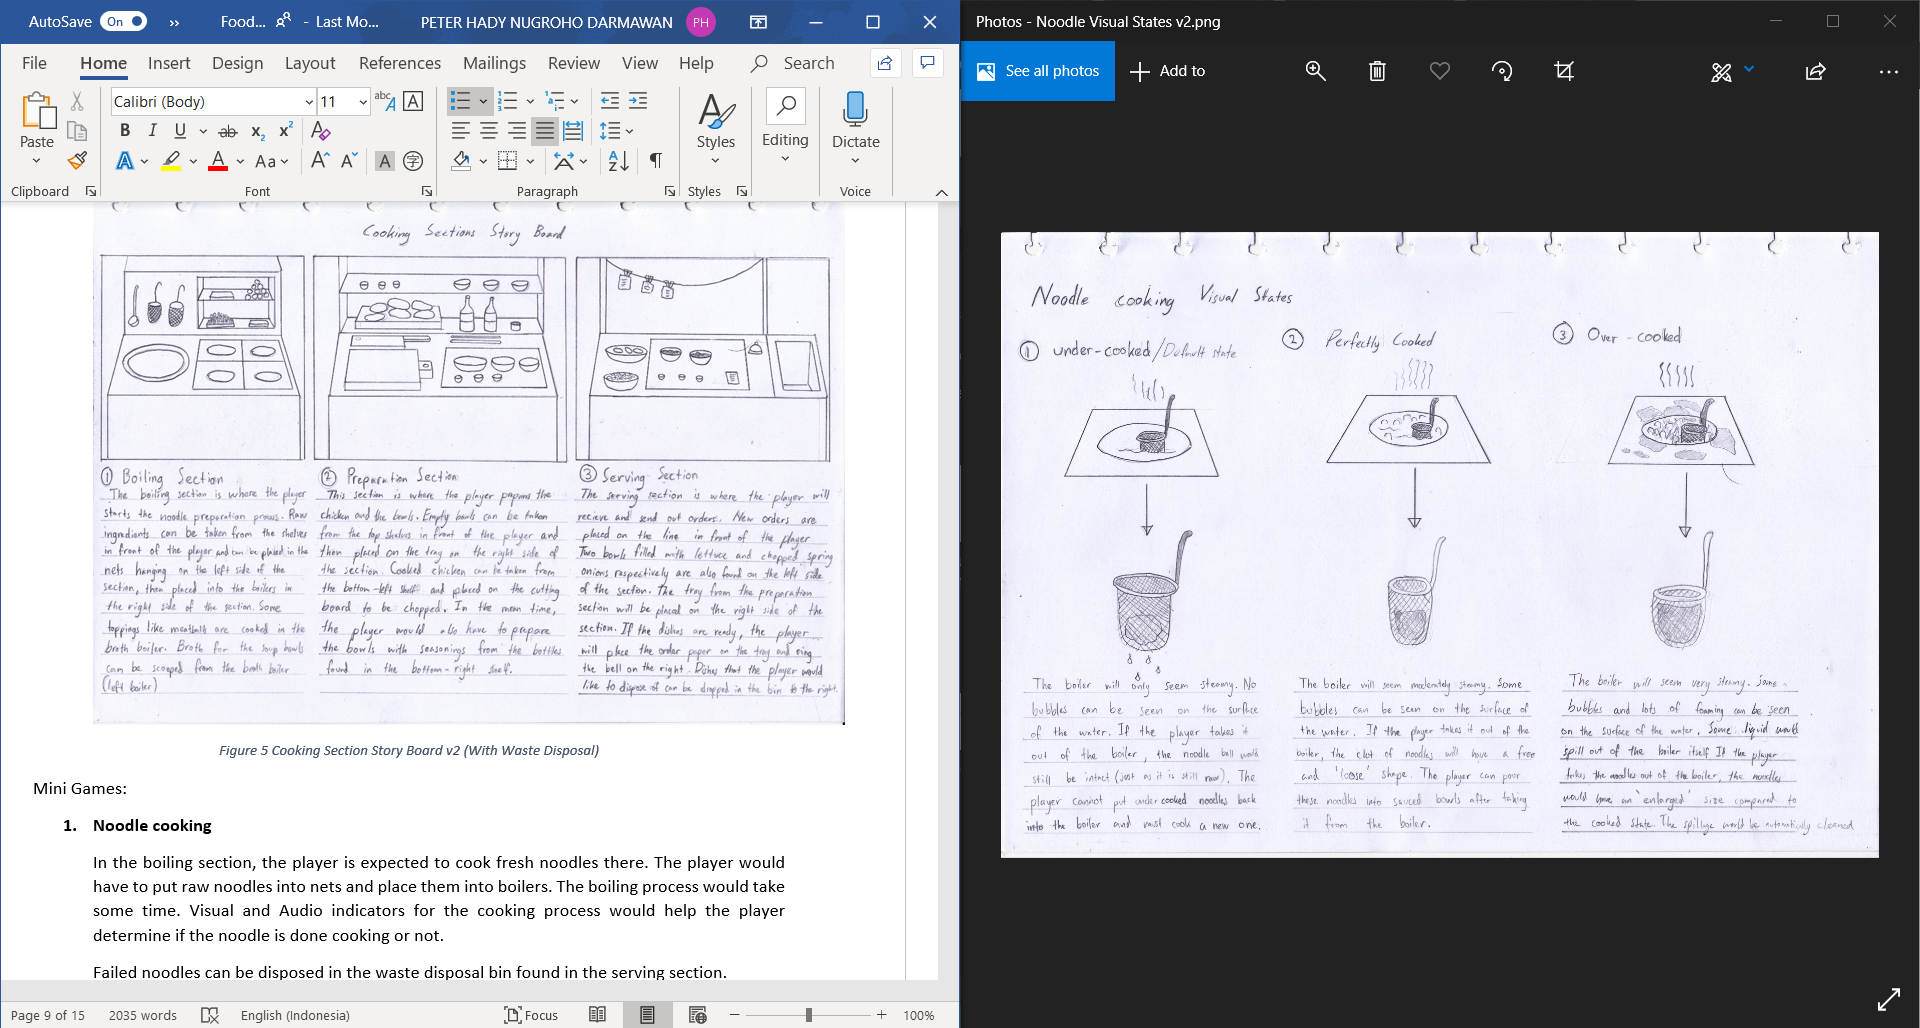 AutoSave On
Food... - Last Mo...
PETER HADY NUGROHO DARMAWAN PH
File Home Insert Design Layout References Mailings Review View Help Search
Paste
Calibri (Body) 11
Styles
Editing
Dictate
Clipboard Font Paragraph Styles Voice
Cooking Sections Story Board
① Boiling Section
The boiling section is where the player
starts the noodle preparation process. Raw
ingredients can be taken from the shelves
in front of the player and can be placed in the
nets hanging on the left side of the
section, then placed into the boilers in
the right side of the section. Some
toppings like meatballs are cooked in the
broth boiler. Broth for the soup bowls
can be scooped from the broth boiler
(left boiler)
② Preparation Section
This section is where the player prepares the
chicken and the bowls. Empty bowls can be taken
from the top shelves in front of the player and
then placed on the tray on the right side of
the section. Cooked chicken can be taken from
the bottom-left shelf and placed on the cutting
board to be chopped. In the mean time,
the player would also have to prepare
the bowls with seasonings from the bottles
found in the bottom-right shelf.
③ Serving Section
The serving section is where the player will
recieve and send out orders. New orders are
placed on the line in front of the player
Two bowls filled with lettuce and chopped spring
onions respectively are also found on the left side
of the section. The tray from the preparation
section will be placed on the right side of the
section. If the dishes are ready, the player
will place the order paper on the tray and ring
the bell on the right. Dishes that the player would
like to dispose of can be dropped in the bin to the right.
Figure 5 Cooking Section Story Board v2 (With Waste Disposal)
Mini Games:
1. Noodle cooking
In the boiling section, the player is expected to cook fresh noodles there. The player would
have to put raw noodles into nets and place them into boilers. The boiling process would take
some time. Visual and Audio indicators for the cooking process would help the player
determine if the noodle is done cooking or not.
Failed noodles can be disposed in the waste disposal bin found in the serving section.
Page 9 of 15 2035 words English (Indonesia) Focus 100%
Photos - Noodle Visual States v2.png
See all photos
Add to
Noodle cooking Visual States
① under-cooked/Default state
② Perfectly Cooked
③ Over-cooked
The boiler will only seem steamy. No
bubbles can be seen on the surface
of the water. If the player takes it
out of the boiler, the noodle ball would
still be intact (just as it is still raw). The
player cannot put undercooked noodles back
into the boiler and must cook a new one.
The boiler will seem moderately steamy. Some
bubbles can be seen on the surface of
the water. If the player takes it out of the
boiler, the clot of noodles will have a free
and 'loose' shape. The player can pour
these noodles into sauced bowls after taking
it from the boiler.
The boiler will seem very steamy. Some
bubbles and lots of foaming can be seen
on the surface of the water. Some liquid would
spill out of the boiler itself If the player
takes the noodles out of the boiler, the noodles
would have an 'enlarged' size compared to
the cooked state. The spillage would be automatically cleaned